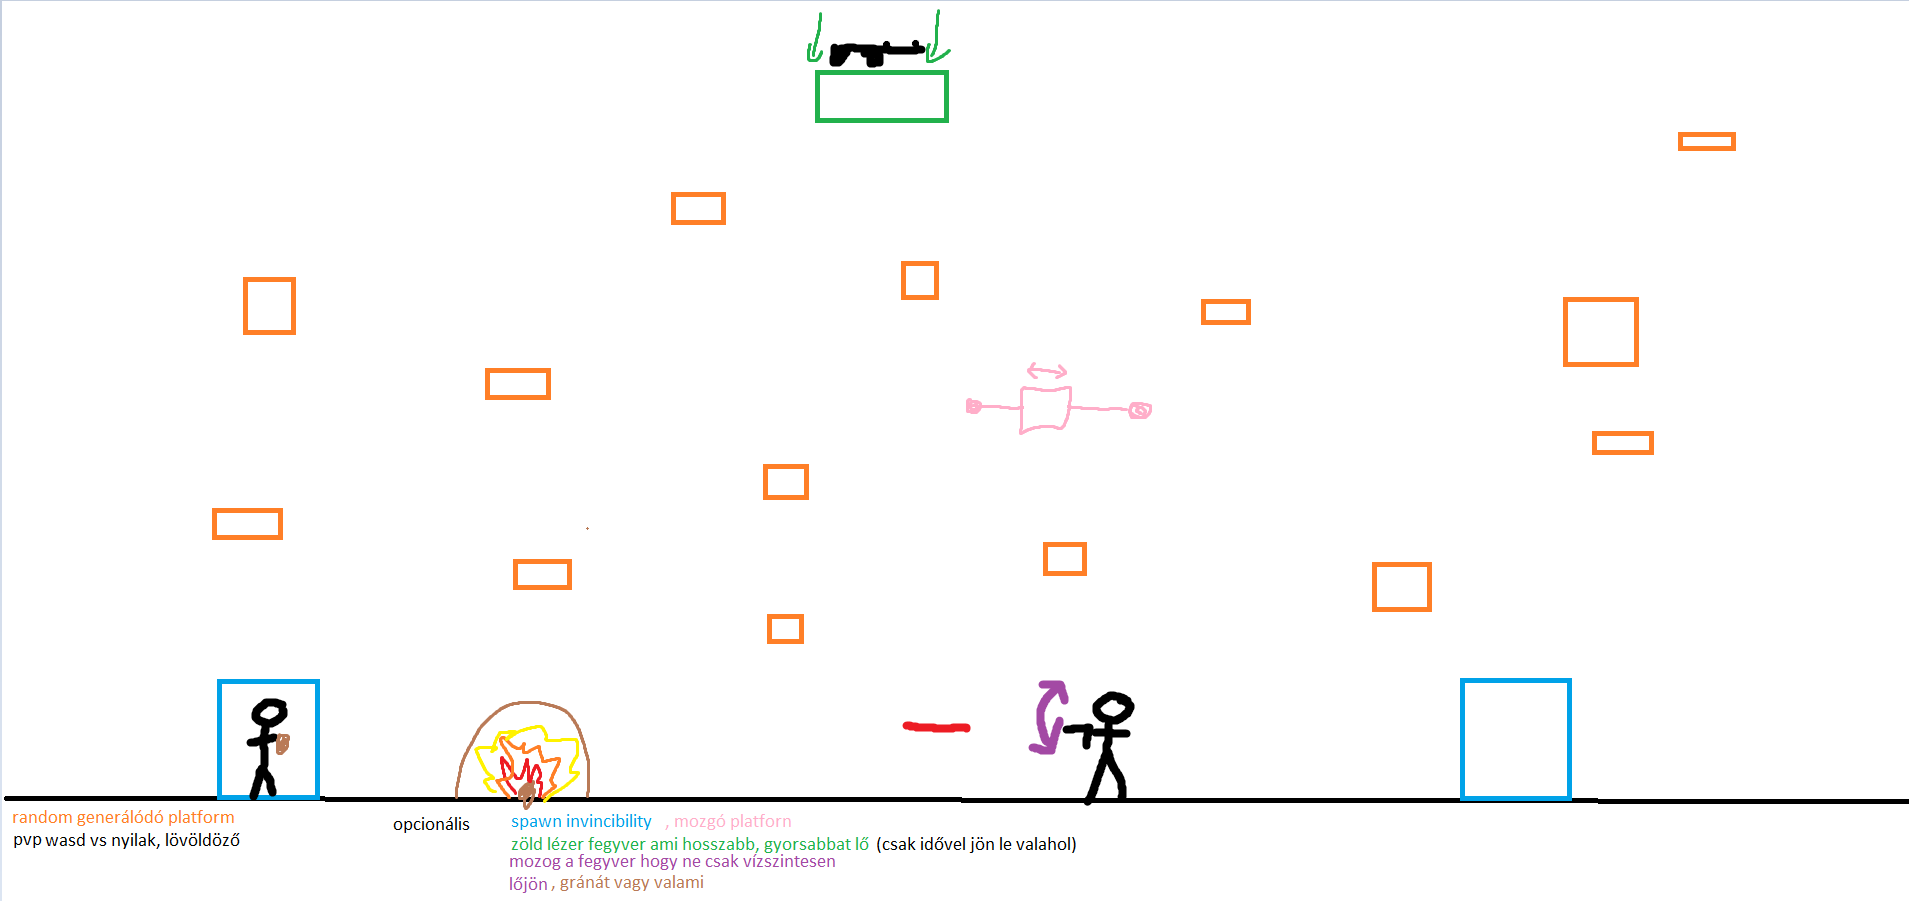 random generálódó platform
pvp wasd vs nyilak, lövöldöző
opcionális
spawn invincibility , mozgó platforn
zöld lézer fegyver ami hosszabb, gyorsabbat lő (csak idővel jön le valahol)
mozog a fegyver hogy ne csak vízszintesen
lőjön , gránát vagy valami